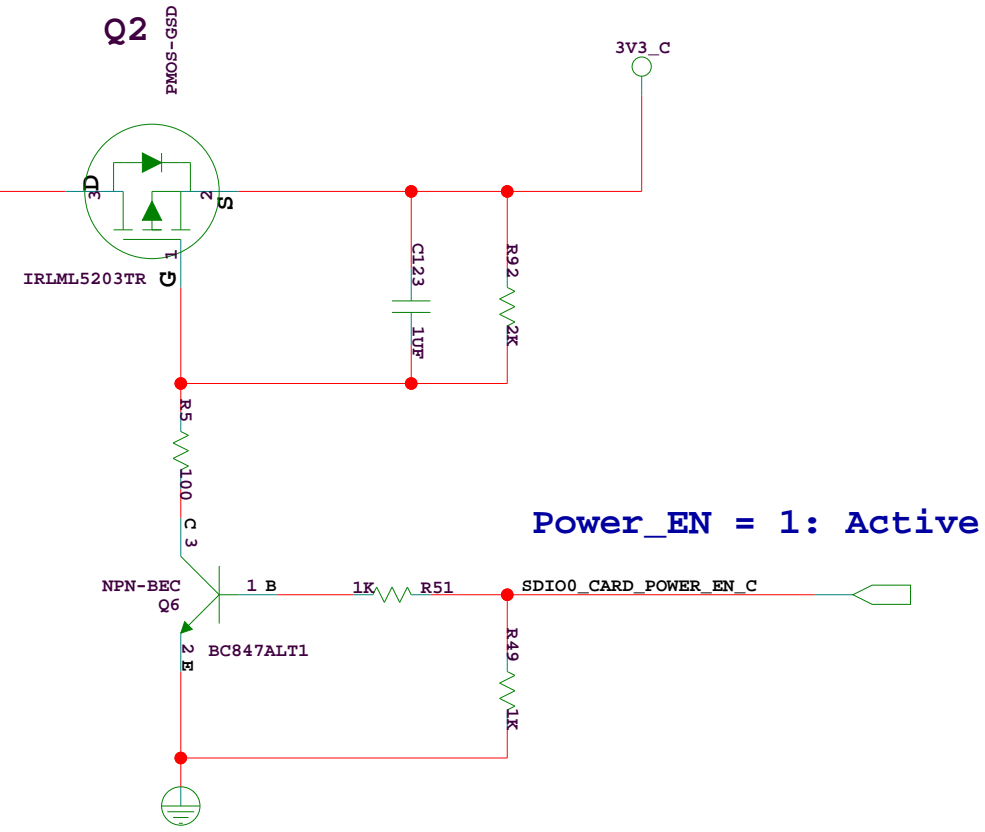 Q2
PMOS-GSD
3V3_C
D
3
2
S
1
G
IRLML5203TR
C123
1UF
R92
2K
R5
100
C
3
Power_EN = 1: Active
NPN-BEC
Q6
1
B
1K
R51
SDIO0_CARD_POWER_EN_C
2
E
BC847ALT1
R49
1K